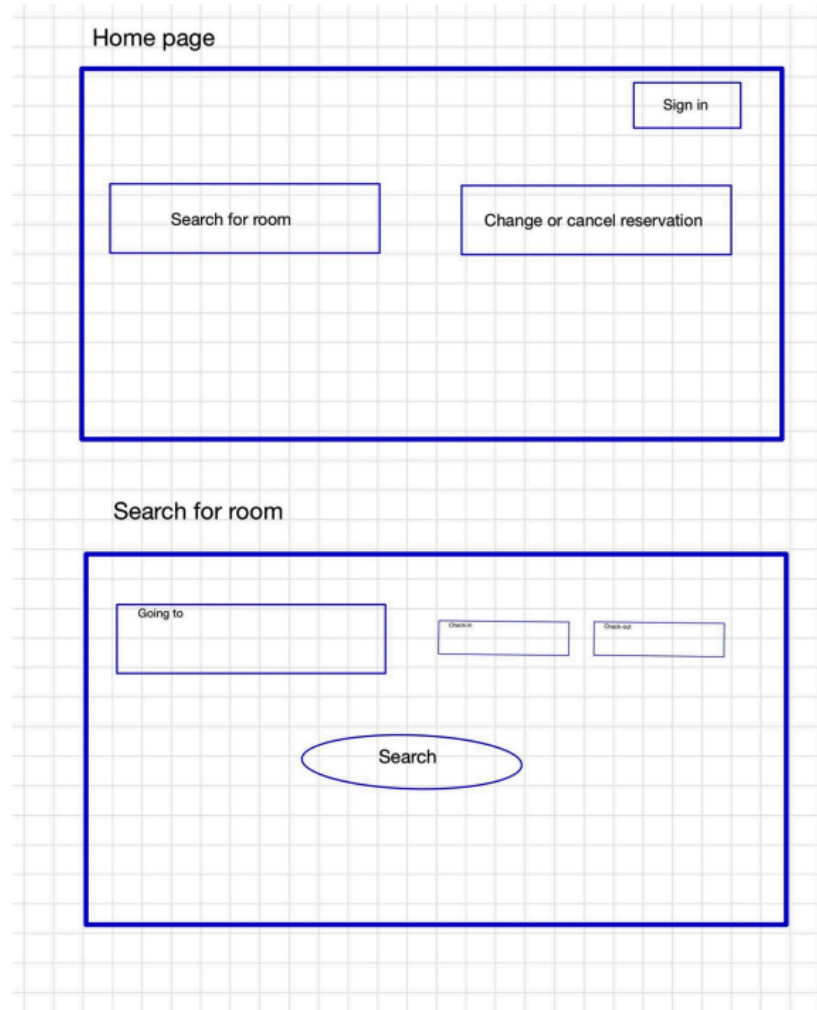 Home page
Sign in
Search for room
Change or cancel reservation
Search for room
Going to
Check-in
Check-out
Search